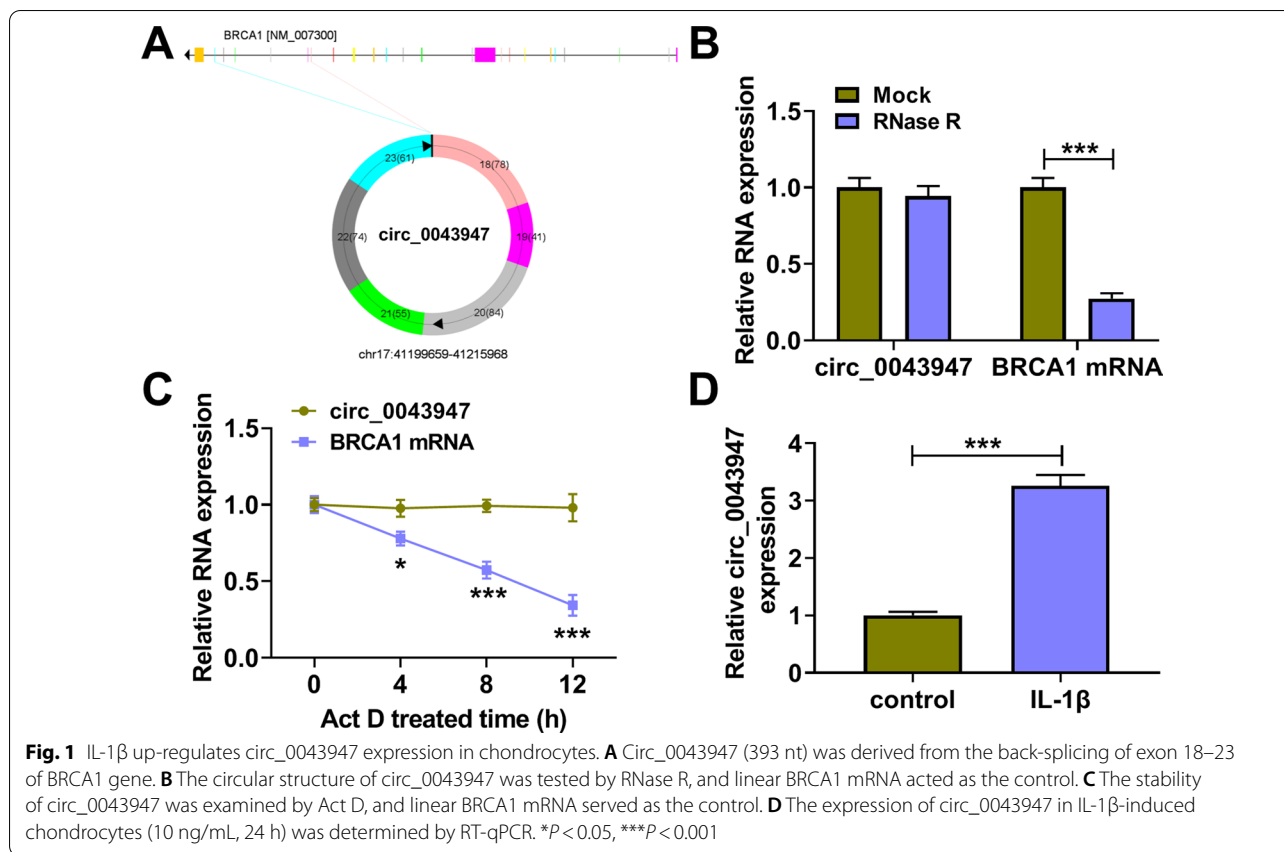 A
BRCA1 [NM_007300]
23(61)
18(78)
22(74)
circ_0043947
19(41)
21(55)
20(84)
chr17:41199659-41215968
B
Mock
RNase R
Relative RNA expression
1.5
1.0
0.5
0.0
***
circ_0043947
BRCA1 mRNA
C
circ_0043947
BRCA1 mRNA
Relative RNA expression
1.5
1.0
0.5
0.0
*
***
***
0 4 8 12
Act D treated time (h)
D
Relative circ_0043947
expression
4
3
2
1
0
***
control
IL-1β
Fig. 1 IL-1β up-regulates circ_0043947 expression in chondrocytes. A Circ_0043947 (393 nt) was derived from the back-splicing of exon 18–23
of BRCA1 gene. B The circular structure of circ_0043947 was tested by RNase R, and linear BRCA1 mRNA acted as the control. C The stability
of circ_0043947 was examined by Act D, and linear BRCA1 mRNA served as the control. D The expression of circ_0043947 in IL-1β-induced
chondrocytes (10 ng/mL, 24 h) was determined by RT-qPCR. *P < 0.05, ***P < 0.001